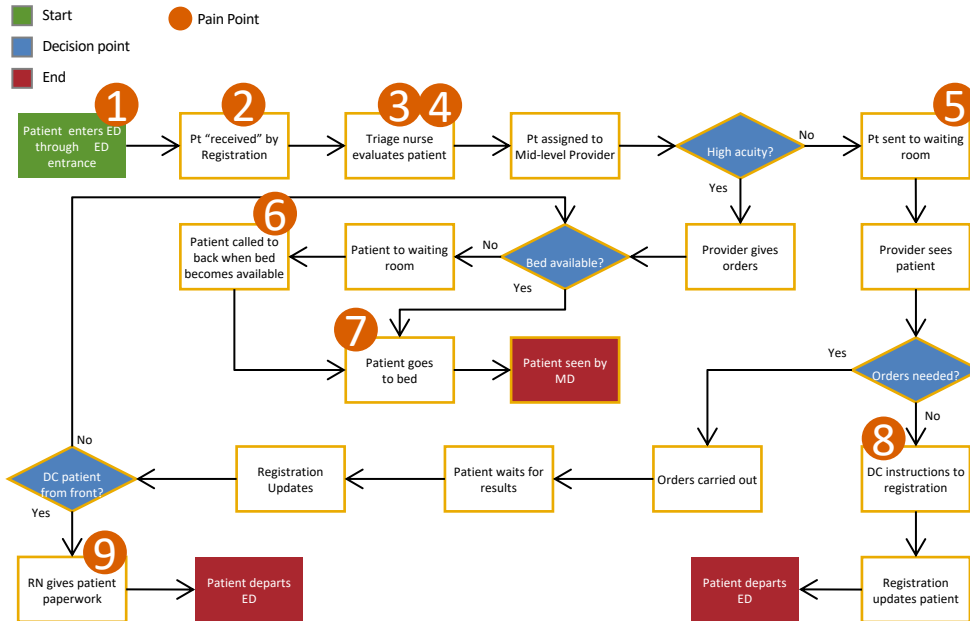 Start
Pain Point
Decision point
End
1
2
3
4
5
Patient enters ED
through ED
entrance
Pt “received” by
Registration
Triage nurse
evaluates patient
Pt assigned to
Mid-level Provider
High acuity?
No
Pt sent to waiting
room
Yes
6
Patient called to
back when bed
becomes available
Patient to waiting
room
No
Bed available?
Yes
Provider gives
orders
Provider sees
patient
7
Patient goes
to bed
Patient seen by
MD
Yes
Orders needed?
No
No
8
DC patient
from front?
Yes
Registration
Updates
Patient waits for
results
Orders carried out
DC instructions to
registration
9
RN gives patient
paperwork
Patient departs
ED
Patient departs
ED
Registration
updates patient